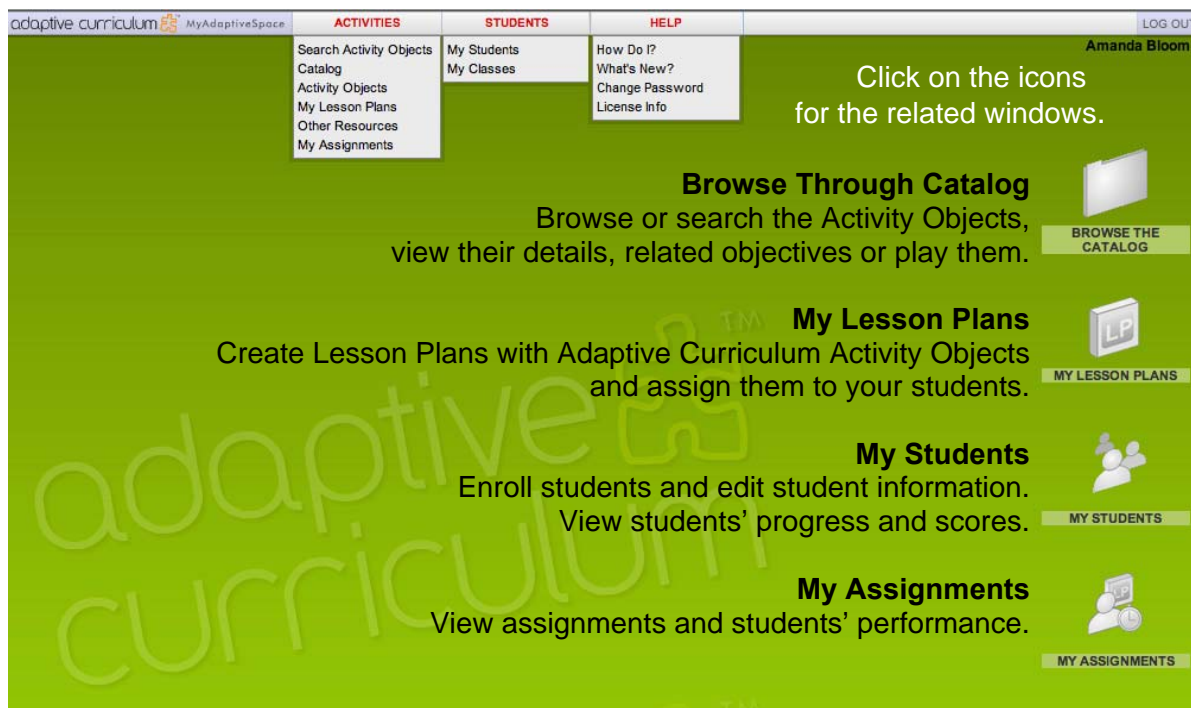 adaptive curriculum MyAdaptiveSpace ACTIVITIES STUDENTS HELP LOG OUT
Amanda Bloom
Search Activity Objects
Catalog
Activity Objects
My Lesson Plans
Other Resources
My Assignments
My Students
My Classes
How Do I?
What's New?
Change Password
License Info
Click on the icons
for the related windows.
Browse Through Catalog
Browse or search the Activity Objects,
view their details, related objectives or play them.
BROWSE THE
CATALOG
My Lesson Plans
Create Lesson Plans with Adaptive Curriculum Activity Objects
and assign them to your students.
LP
MY LESSON PLANS
My Students
Enroll students and edit student information.
View students’ progress and scores.
MY STUDENTS
My Assignments
View assignments and students’ performance.
LP
MY ASSIGNMENTS
adaptive
curriculum
TM
TM